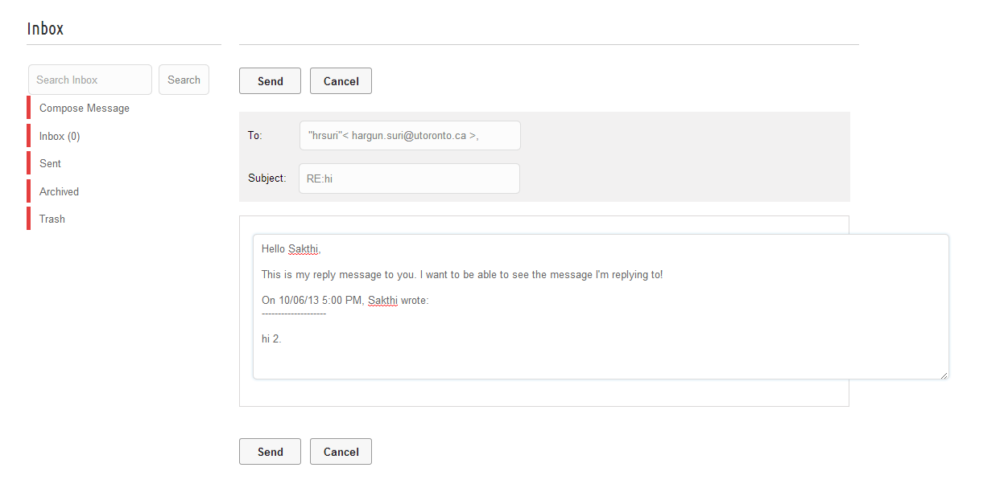 Inbox
Search Inbox
Search
Compose Message
Inbox (0)
Sent
Archived
Trash
Send
Cancel
To:
"hrsuri"< hargun.suri@utoronto.ca >,
Subject:
RE:hi
Hello Sakthi,
This is my reply message to you. I want to be able to see the message I'm replying to!
On 10/06/13 5:00 PM, Sakthi wrote:
--------------------
hi 2.
Send
Cancel